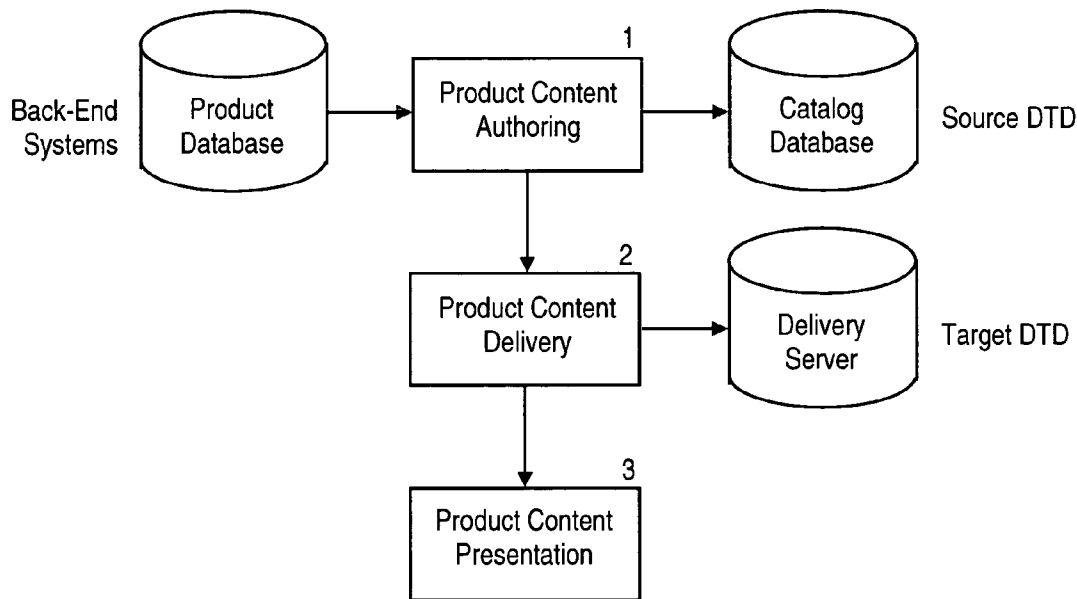 1
Back-End
Systems
Product
Database
Product Content
Authoring
Catalog
Database
Source DTD
2
Product Content
Delivery
Delivery
Server
Target DTD
3
Product Content
Presentation